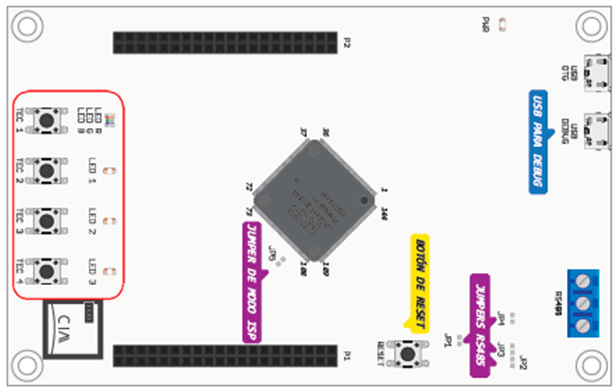 P2
PWR
USB
OTG
USB
DEBUG
USB PARA DEBUG
TEC 1
LED R
LED G
LED B
TEC 2
LED 1
TEC 3
LED 2
TEC 4
LED 3
37
36
72
73
1
144
108
109
JP5
JUMPER DE MODO ISP
BOTÓN DE RESET
RESET
JUMPERS RS485
JP1
JP4
JP3
JP2
RS485
P1
CIAA